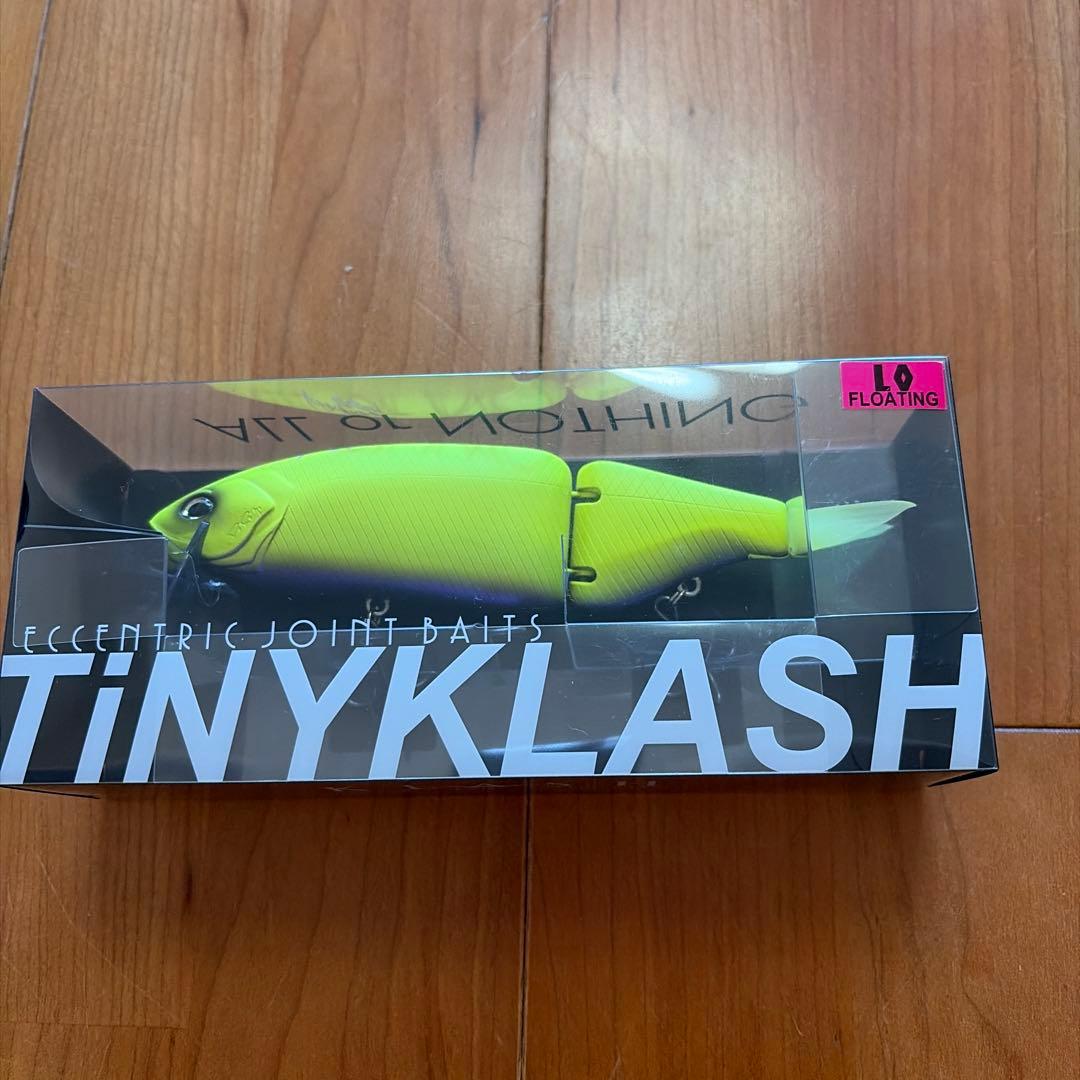 LO
FLOATING
ALL or NOTHING
ECCENTRIC JOINT BAITS
TiNYKLASH